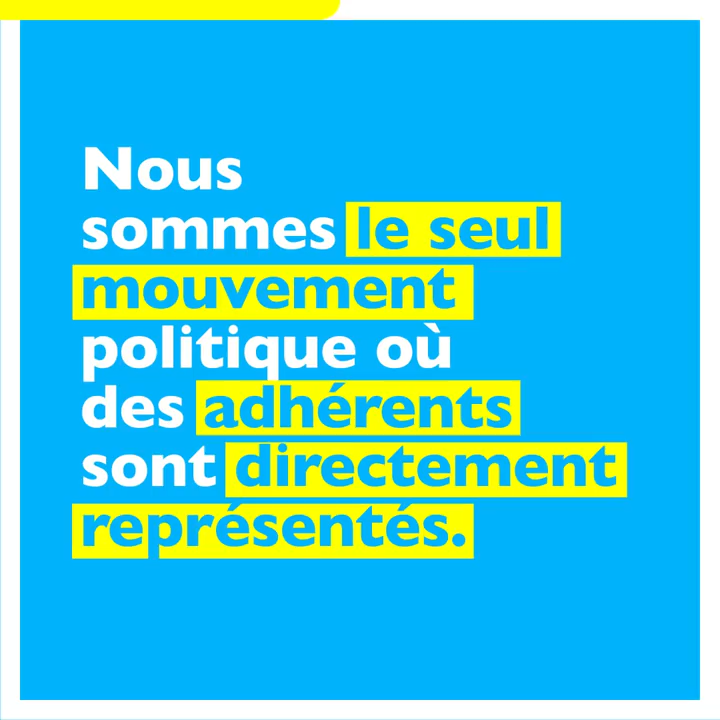 Nous
sommes le seul
mouvement
politique où
des adhérents
sont directement
représentés.